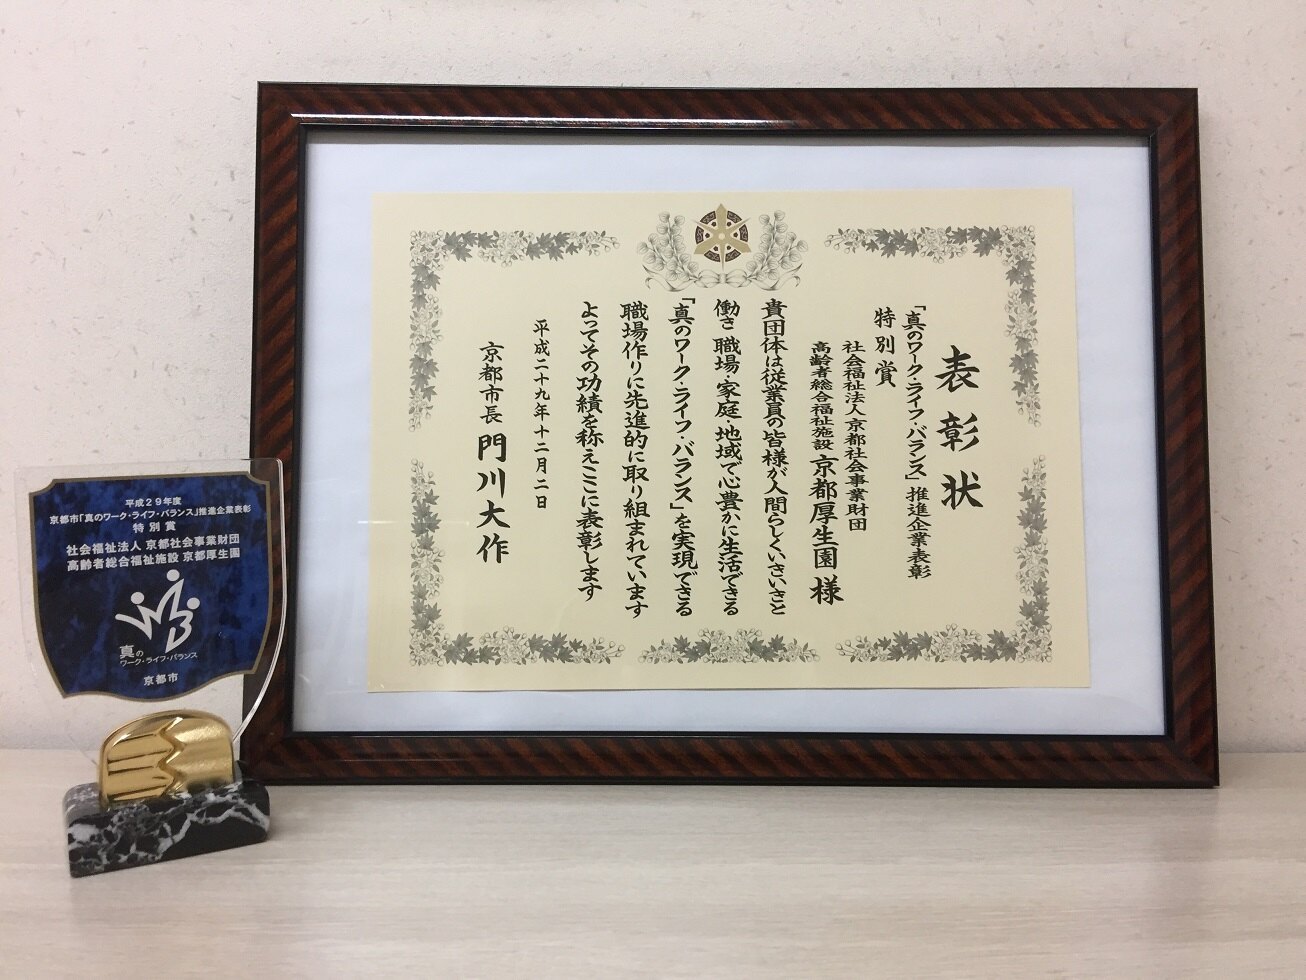 表彰状
「真のワーク・ライフ・バランス」推進企業表彰
特別賞
社会福祉法人京都社会事業財団
高齢者総合福祉施設 京都厚生園 様
貴団体は従業員の皆様が人間らしくいきいきと
働き 職場・家庭・地域で心豊かに生活できる
「真のワーク・ライフ・バランス」を実現できる
職場作りに先進的に取り組まれています
よってその功績を称えここに表彰します
平成二十九年十二月二日
京都市長 門川大作
平成29年度
京都市「真のワーク・ライフ・バランス」推進企業表彰
特別賞
社会福祉法人 京都社会事業財団
高齢者総合福祉施設 京都厚生園
真の
ワーク・ライフ・バランス
京都市